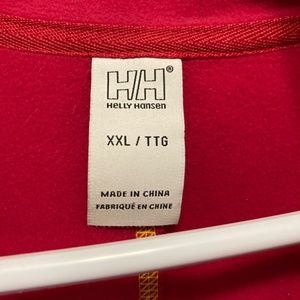 HH®
HELLY HANSEN
XXL / TTG
MADE IN CHINA
FABRIQUÉ EN CHINE